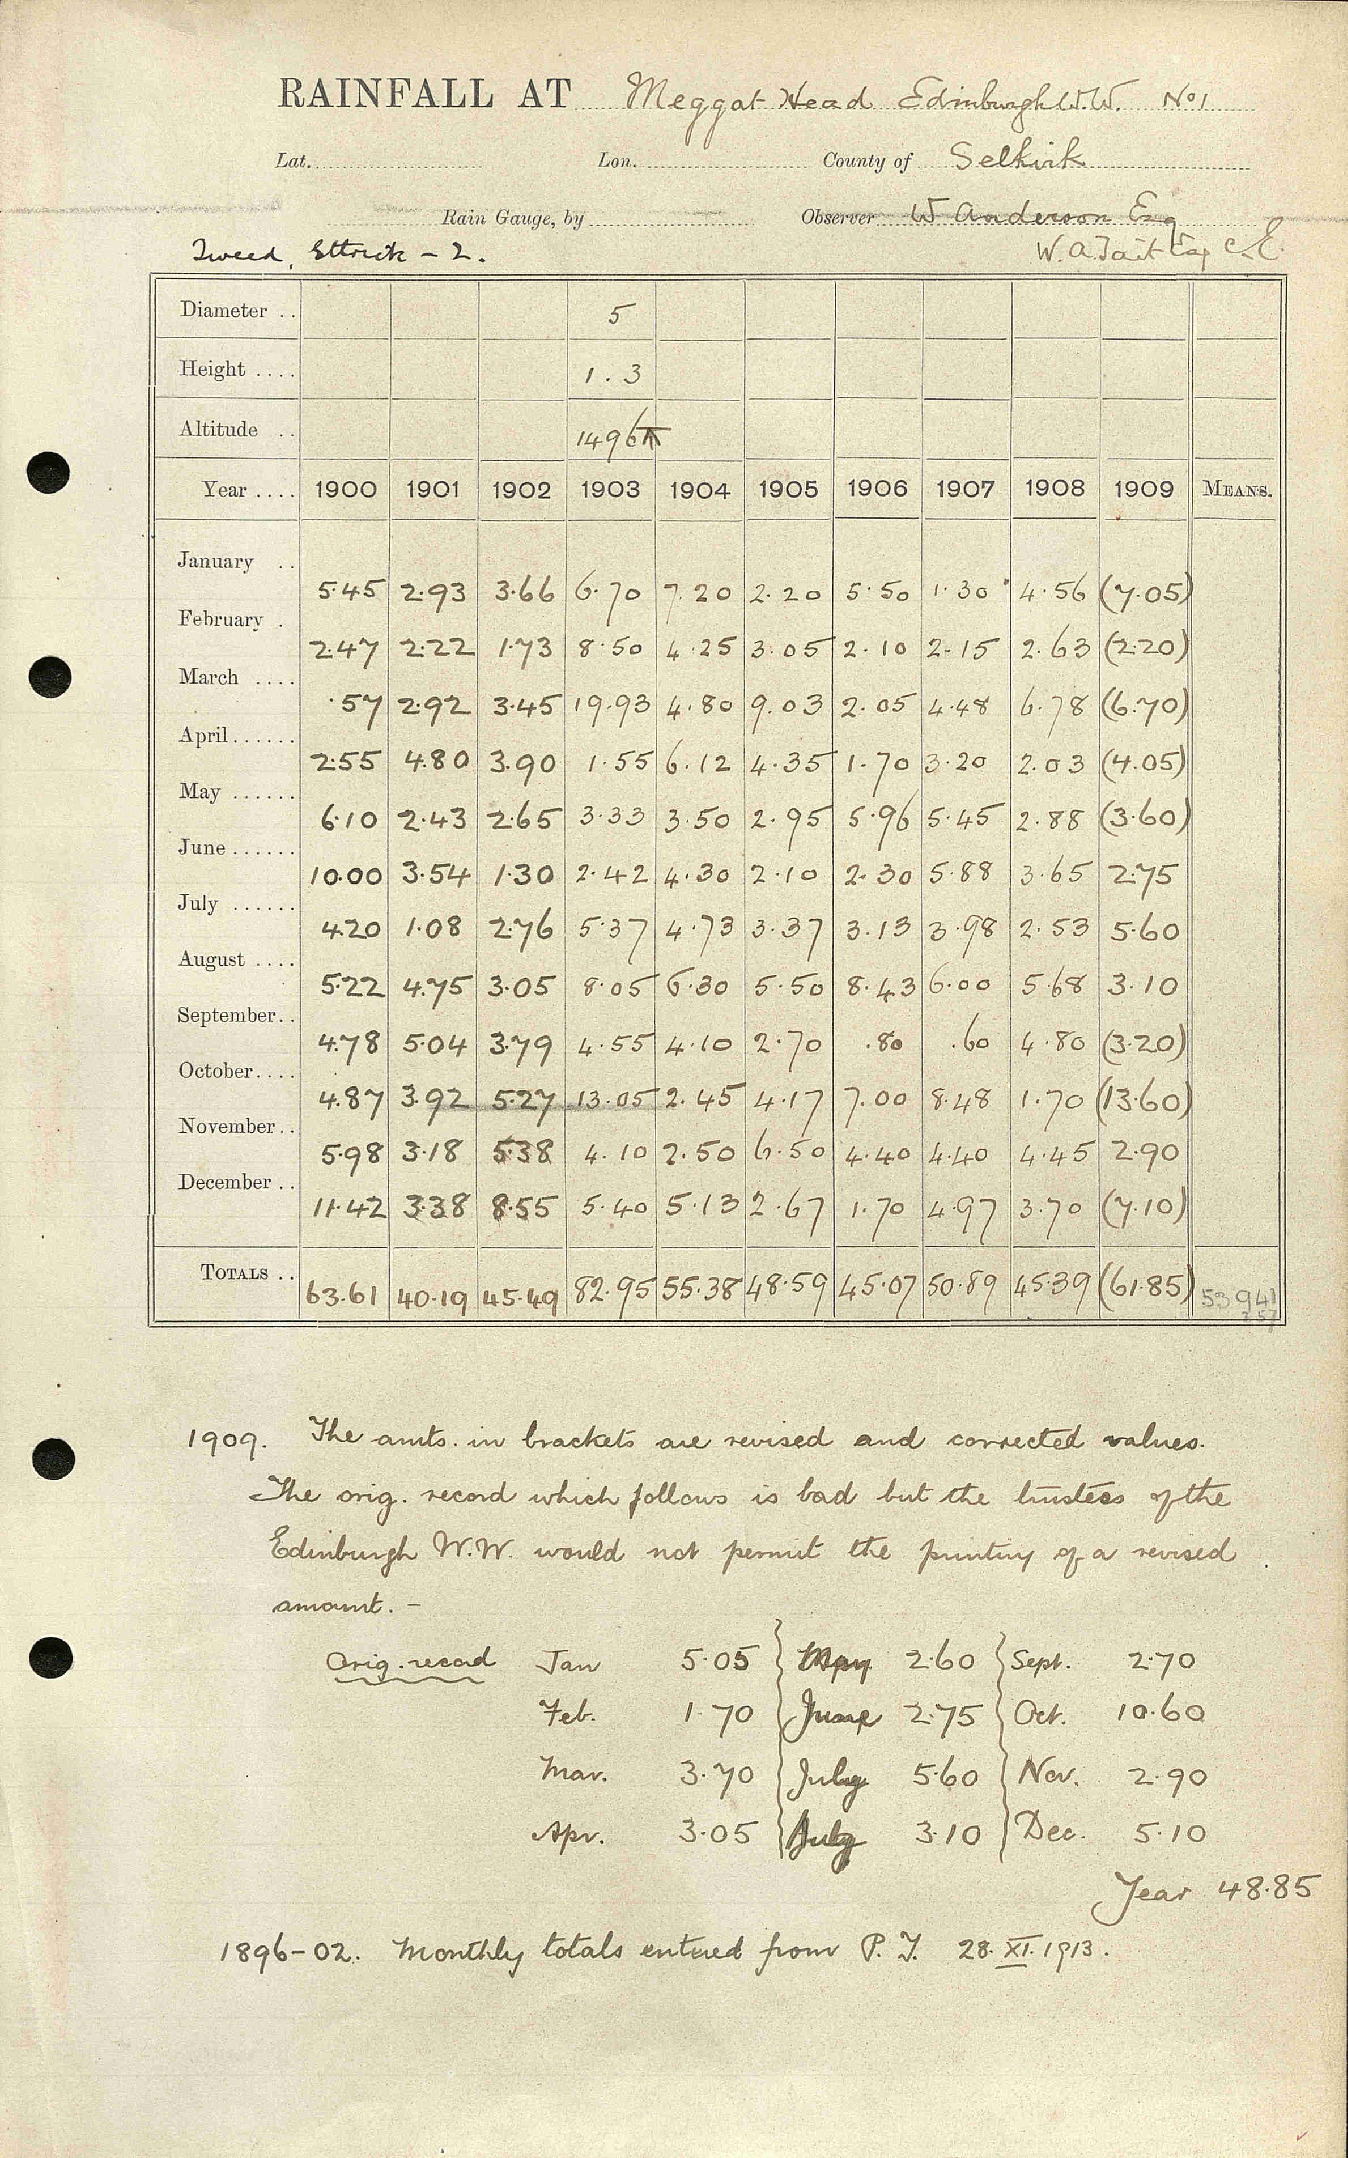 RAINFALL AT Meggat Head Edinburgh W.W. No 1
Lat. Lon. County of Selkirk
Rain Gauge, by Observer W Anderson Esq
Tweed, Ettrick - 2. W. A. Tait Esq C.E.
Diameter .. 5
Height .... 1.3
Altitude .. 1496
Year .... 1900 1901 1902 1903 1904 1905 1906 1907 1908 1909 MEANS.
January .. 5.45 2.93 3.66 6.70 7.20 2.20 5.50 1.30 4.56 (7.05)
February . 2.47 2.22 1.73 8.50 4.25 3.05 2.10 2.15 2.63 (2.20)
March .... .57 2.92 3.45 19.93 4.80 9.03 2.05 4.48 6.78 (6.70)
April...... 2.55 4.80 3.90 1.55 6.12 4.35 1.70 3.20 2.03 (4.05)
May ...... 6.10 2.43 2.65 3.33 3.50 2.95 5.96 5.45 2.88 (3.60)
June...... 10.00 3.54 1.30 2.42 4.30 2.10 2.30 5.88 3.65 2.75
July ...... 4.20 1.08 2.76 5.37 4.73 3.37 3.13 3.98 2.53 5.60
August .... 5.22 4.75 3.05 8.05 6.30 5.50 8.43 6.00 5.68 3.10
September.. 4.78 5.04 3.79 4.55 4.10 2.70 .80 .60 4.80 (3.20)
October.... 4.87 3.92 5.27 13.05 2.45 4.17 7.00 8.48 1.70 (13.60)
November.. 5.98 3.18 5.38 4.10 2.50 6.50 4.40 4.40 4.45 2.90
December .. 11.42 3.38 8.55 5.40 5.13 2.67 1.70 4.97 3.70 (7.10)
TOTALS .. 63.61 40.19 45.49 82.95 55.38 48.59 45.07 50.89 45.39 (61.85) 53 941
1909. The amts. in brackets are revised and corrected values.
The orig. record which follows is bad but the trustees of the
Edinburgh W.W. would not permit the printing of a revised
amount. -
Orig. record Jan 5.05 May 2.60 Sept. 2.70
Feb. 1.70 June 2.75 Oct. 10.60
Mar. 3.70 July 5.60 Nov. 2.90
Apr. 3.05 3.10 Dec. 5.10
Year 48.85
1896-02. Monthly totals entered from P. T. 28.XI.1913.